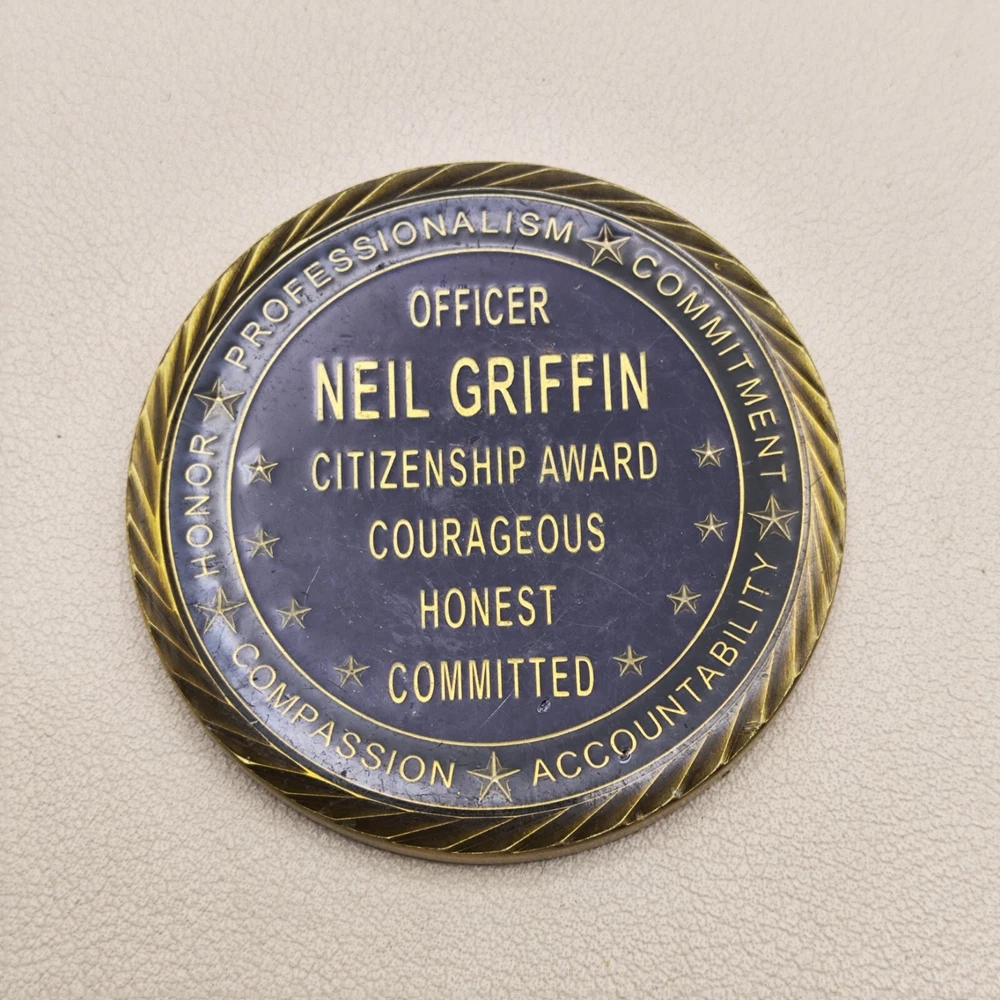 OFFICER
NEIL GRIFFIN
CITIZENSHIP AWARD
COURAGEOUS
HONEST
COMMITTED
HONOR
PROFESSIONALISM
COMMITMENT
ACCOUNTABILITY
COMPASSION